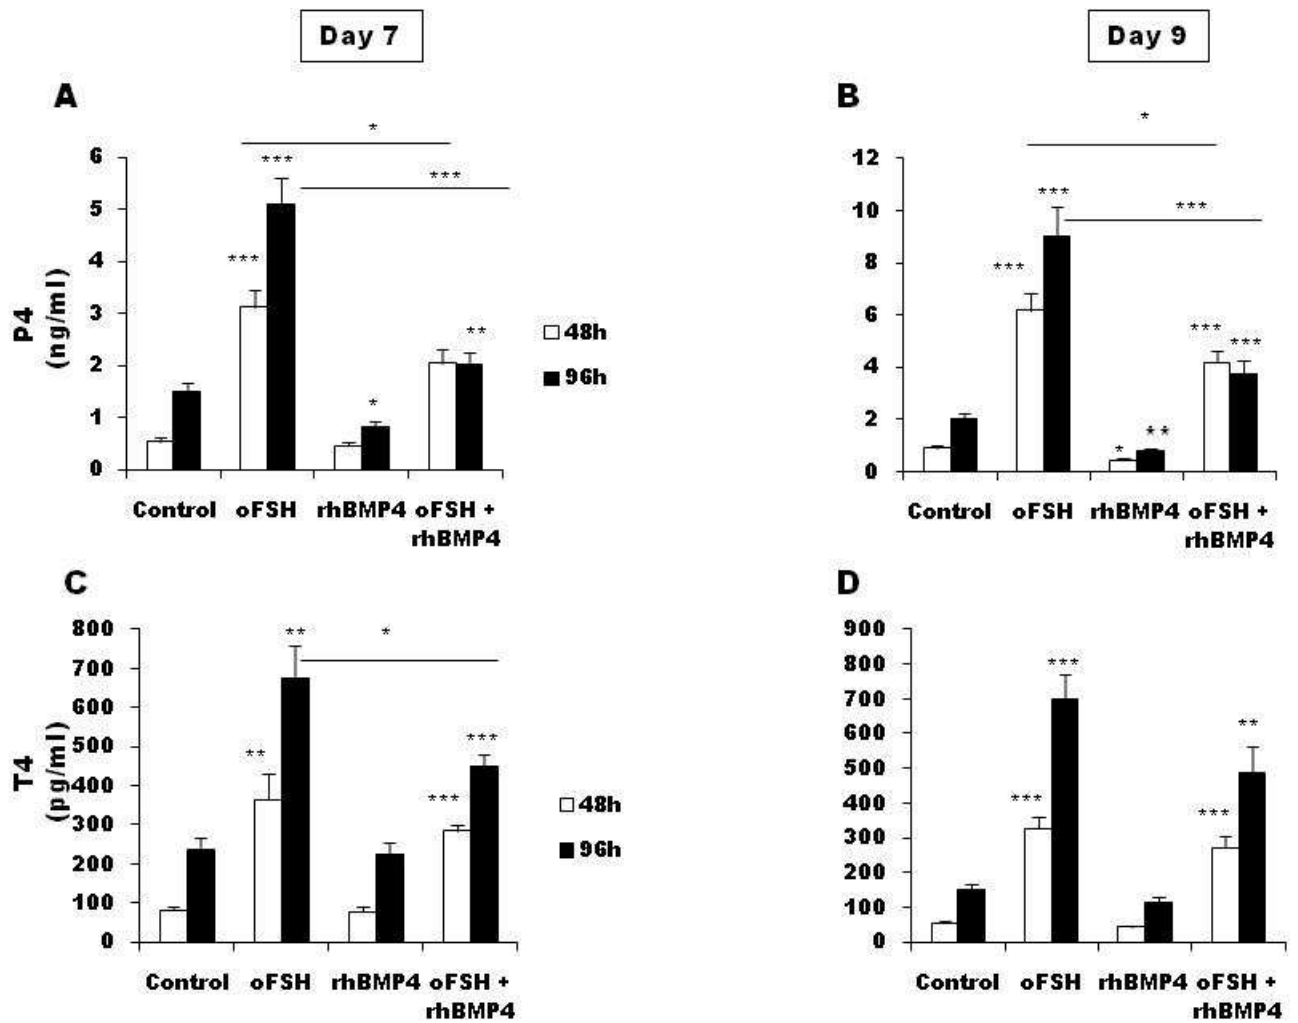 Day 7
Day 9
A
B
*
*
***
***
***
***
***
***
**
***
***
*
*
**
6
5
4
3
2
1
0
12
10
8
6
4
2
0
P4
(ng/ml)
48h
96h
Control oFSH rhBMP4 oFSH +
rhBMP4
Control oFSH rhBMP4 oFSH +
rhBMP4
C
D
**
*
**
***
***
***
***
**
***
800
700
600
500
400
300
200
100
0
900
800
700
600
500
400
300
200
100
0
T4
(pg/ml)
48h
96h
Control oFSH rhBMP4 oFSH +
rhBMP4
Control oFSH rhBMP4 oFSH +
rhBMP4